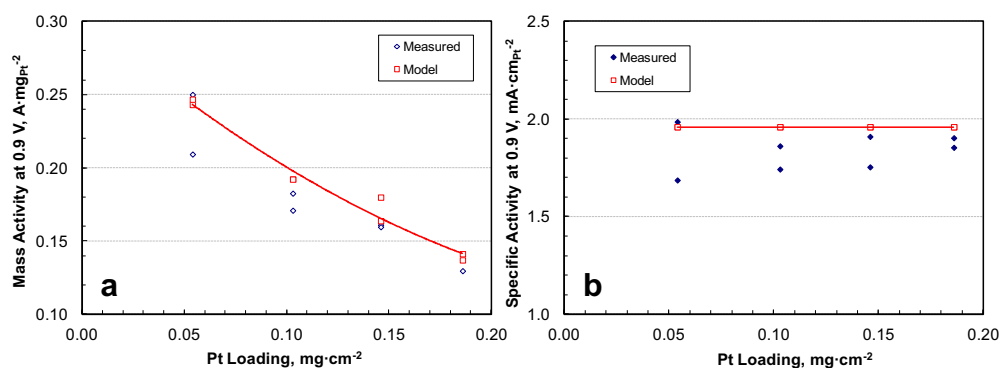 0.30
0.25
0.20
0.15
0.10
0.00
0.05
0.10
0.15
0.20
Mass Activity at 0.9 V, A·mgPt⁻²
Pt Loading, mg·cm⁻²
Measured
Model
a
2.5
2.0
1.5
1.0
0.00
0.05
0.10
0.15
0.20
Specific Activity at 0.9 V, mA·cmPt⁻²
Pt Loading, mg·cm⁻²
Measured
Model
b